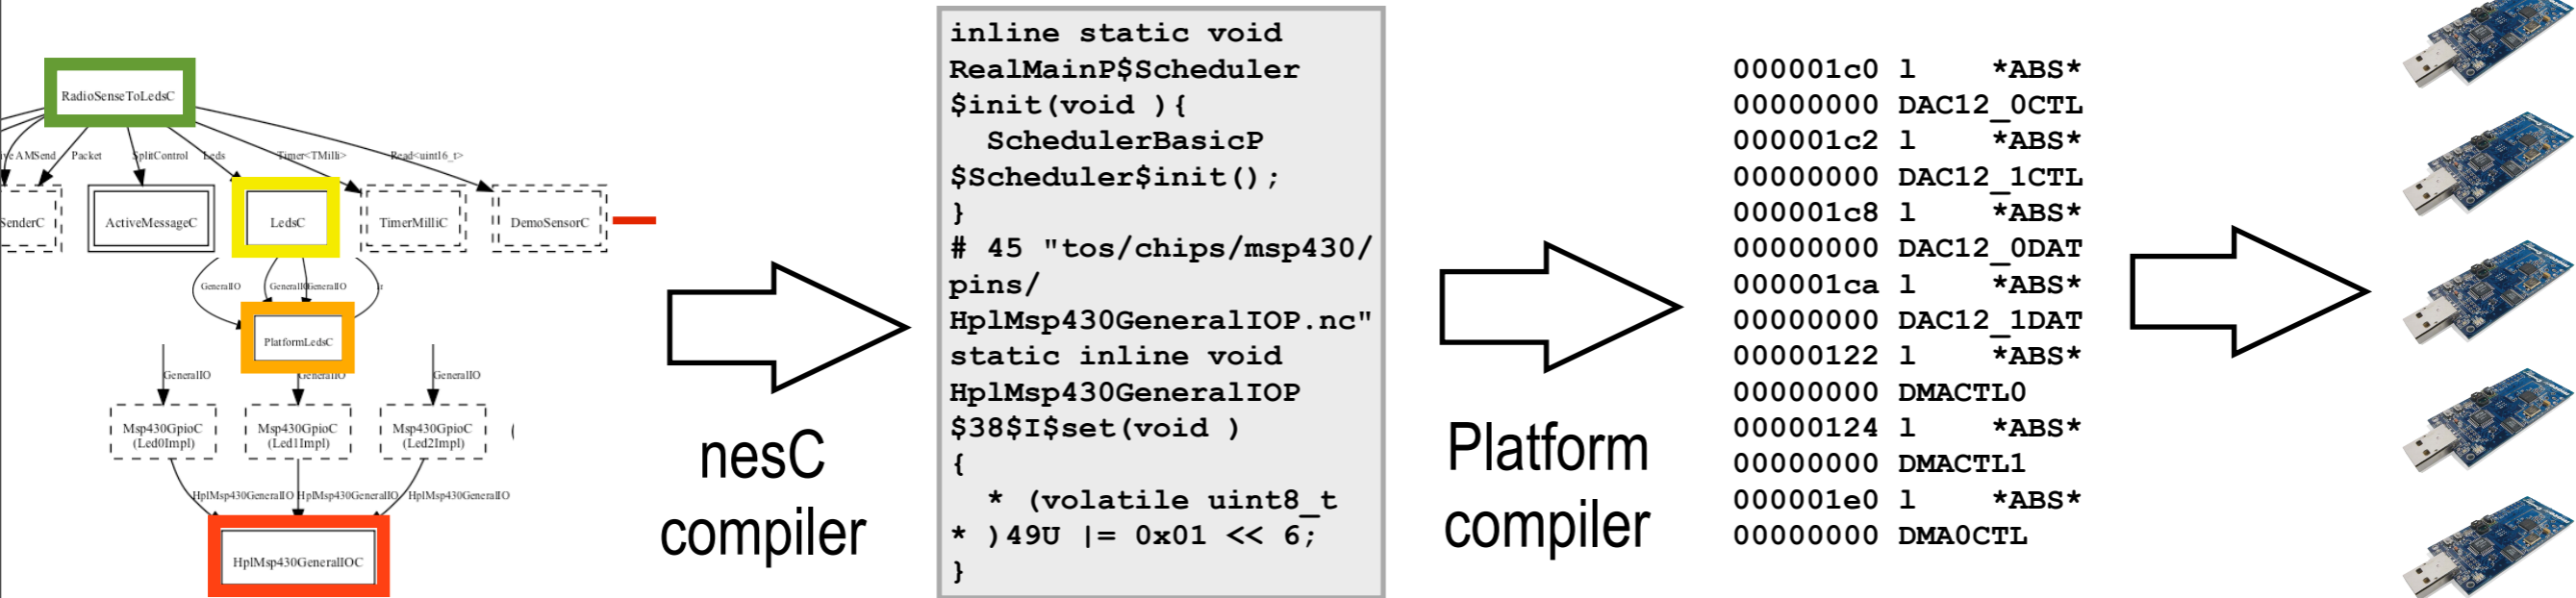 RadioSenseToLedsC
ve AMSend
Packet
SplitControl
Leds
Timer<TMilli>
Read<uint16_t>
SenderC
ActiveMessageC
LedsC
TimerMilliC
DemoSensorC
GeneralIO
GeneralIO
GeneralIO
PlatformLedsC
GeneralIO
GeneralIO
GeneralIO
Msp430GpioC
(Led0Impl)
Msp430GpioC
(Led1Impl)
Msp430GpioC
(Led2Impl)
HplMsp430GeneralIO
HplMsp430GeneralIO
HplMsp430GeneralIO
HplMsp430GeneralIOC
nesC
compiler
inline static void
RealMainP$Scheduler
$init(void ){
  SchedulerBasicP
$Scheduler$init();
}
# 45 "tos/chips/msp430/
pins/
HplMsp430GeneralIOP.nc"
static inline void
HplMsp430GeneralIOP
$38$I$set(void )
{
  * (volatile uint8_t
* )49U |= 0x01 << 6;
}
Platform
compiler
000001c0 l    *ABS*
00000000 DAC12_0CTL
000001c2 l    *ABS*
00000000 DAC12_1CTL
000001c8 l    *ABS*
00000000 DAC12_0DAT
000001ca l    *ABS*
00000000 DAC12_1DAT
00000122 l    *ABS*
00000000 DMACTL0
00000124 l    *ABS*
00000000 DMACTL1
000001e0 l    *ABS*
00000000 DMA0CTL